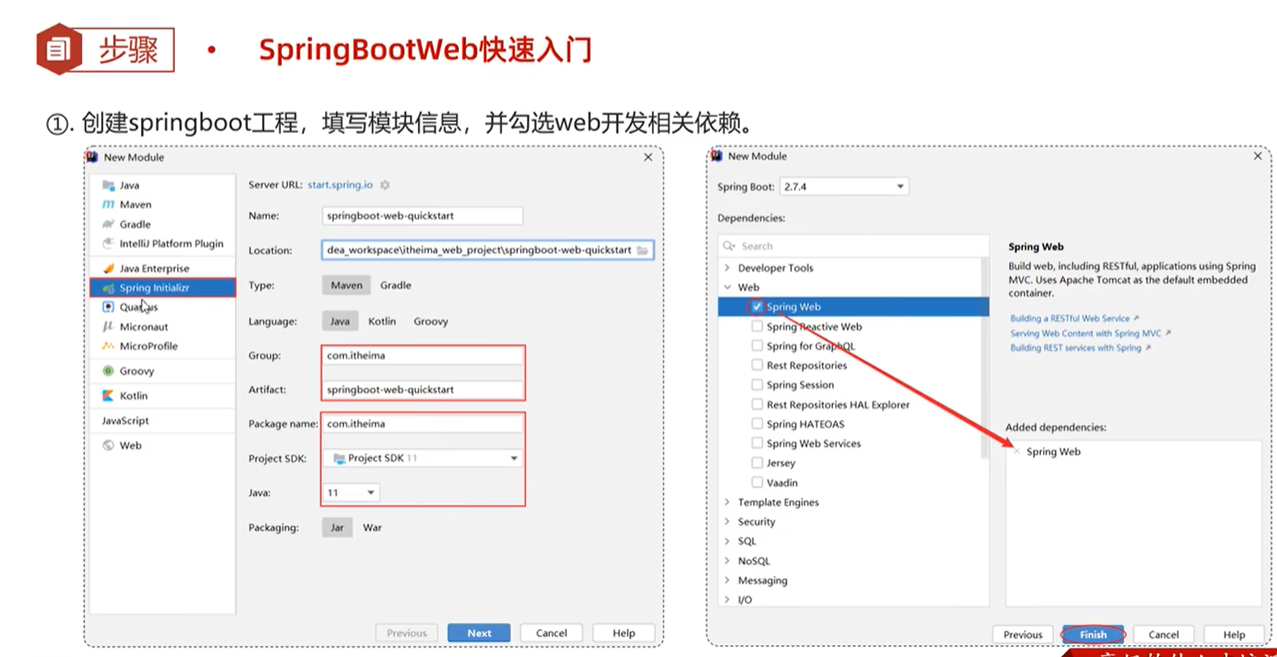 步骤 • SpringBootWeb快速入门
①. 创建springboot工程，填写模块信息，并勾选web开发相关依赖。
New Module
Java
Maven
Gradle
IntelliJ Platform Plugin
Java Enterprise
Spring Initializr
Quarkus
Micronaut
MicroProfile
Groovy
Kotlin
JavaScript
Web
Server URL: start.spring.io
Name: springboot-web-quickstart
Location: dea_workspace\itheima_web_project\springboot-web-quickstart
Type: Maven Gradle
Language: Java Kotlin Groovy
Group: com.itheima
Artifact: springboot-web-quickstart
Package name: com.itheima
Project SDK: Project SDK 11
Java: 11
Packaging: Jar War
Previous Next Cancel Help
New Module
Spring Boot: 2.7.4
Dependencies:
Search
Developer Tools
Web
Spring Web
Spring Reactive Web
Spring for GraphQL
Rest Repositories
Spring Session
Rest Repositories HAL Explorer
Spring HATEOAS
Spring Web Services
Jersey
Vaadin
Template Engines
Security
SQL
NoSQL
Messaging
I/O
Spring Web
Build web, including RESTful, applications using Spring
MVC. Uses Apache Tomcat as the default embedded
container.
Building a RESTful Web Service
Serving Web Content with Spring MVC
Building REST services with Spring
Added dependencies:
Spring Web
Previous Finish Cancel Help